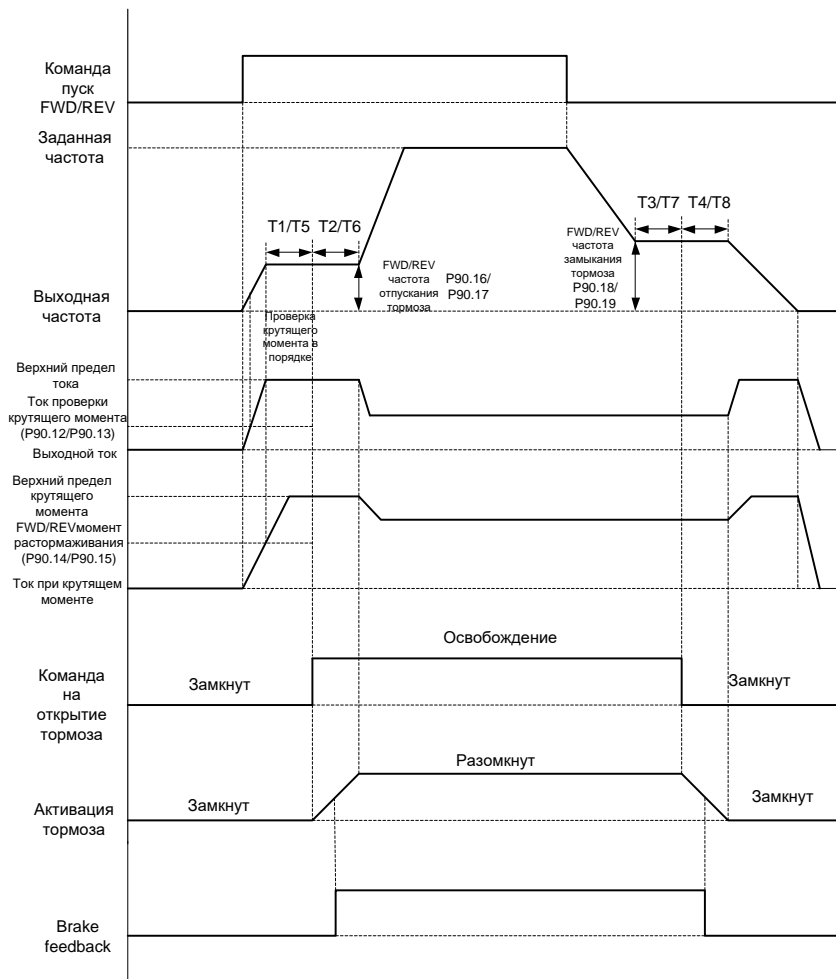 Команда
пуск
FWD/REV
Заданная
частота
T1/T5
T2/T6
T3/T7
T4/T8
FWD/REV
частота
отпускания
тормоза
P90.16/
P90.17
FWD/REV
частота
замыкания
тормоза
P90.18/
P90.19
Выходная
частота
Проверка
крутящего
момента в
порядке
Верхний предел
тока
Ток проверки
крутящего момента
(P90.12/P90.13)
Выходной ток
Верхний предел
крутящего
момента
FWD/REVмомент
растормаживания
(P90.14/P90.15)
Ток при крутящем
моменте
Освобождение
Команда
на
открытие
тормоза
Замкнут
Замкнут
Разомкнут
Активация
тормоза
Замкнут
Замкнут
Brake
feedback